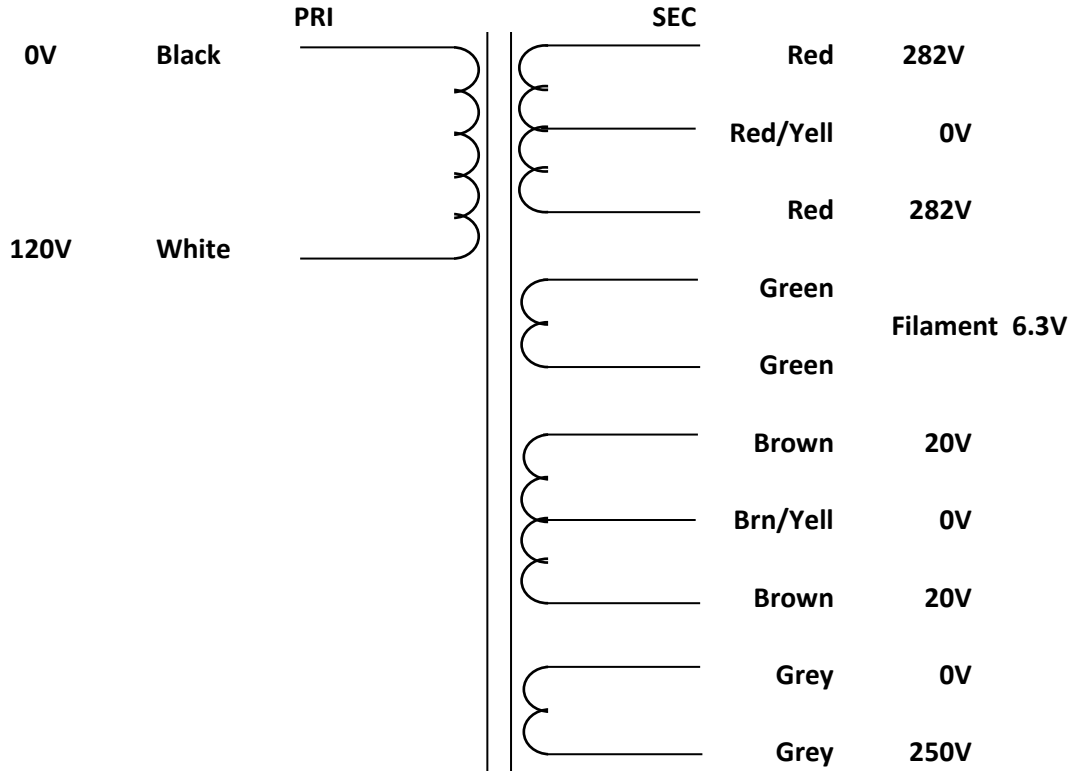 PRI SEC
0V Black Red 282V
Red/Yell 0V
Red 282V
120V White
Green
Filament 6.3V
Green
Brown 20V
Brn/Yell 0V
Brown 20V
Grey 0V
Grey 250V